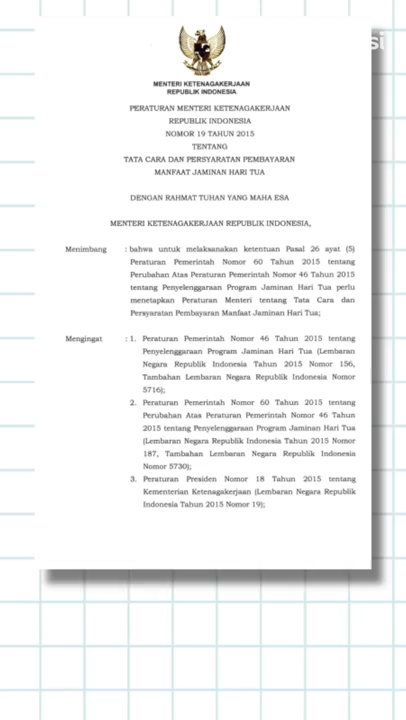 si
MENTERI KETENAGAKERJAAN
REPUBLIK INDONESIA
PERATURAN MENTERI KETENAGAKERJAAN
REPUBLIK INDONESIA
NOMOR 19 TAHUN 2015
TENTANG
TATA CARA DAN PERSYARATAN PEMBAYARAN
MANFAAT JAMINAN HARI TUA
DENGAN RAHMAT TUHAN YANG MAHA ESA
MENTERI KETENAGAKERJAAN REPUBLIK INDONESIA,
Menimbang : bahwa untuk melaksanakan ketentuan Pasal 26 ayat (5)
Peraturan Pemerintah Nomor 60 Tahun 2015 tentang
Perubahan Atas Peraturan Pemerintah Nomor 46 Tahun 2015
tentang Penyelenggaraan Program Jaminan Hari Tua perlu
menetapkan Peraturan Menteri tentang Tata Cara dan
Persyaratan Pembayaran Manfaat Jaminan Hari Tua;
Mengingat : 1. Peraturan Pemerintah Nomor 46 Tahun 2015 tentang
Penyelenggaraan Program Jaminan Hari Tua (Lembaran
Negara Republik Indonesia Tahun 2015 Nomor 156,
Tambahan Lembaran Negara Republik Indonesia Nomor
5716);
2. Peraturan Pemerintah Nomor 60 Tahun 2015 tentang
Perubahan Atas Peraturan Pemerintah Nomor 46 Tahun
2015 tentang Penyelenggaraan Program Jaminan Hari Tua
(Lembaran Negara Republik Indonesia Tahun 2015 Nomor
187, Tambahan Lembaran Negara Republik Indonesia
Nomor 5730);
3. Peraturan Presiden Nomor 18 Tahun 2015 tentang
Kementerian Ketenagakerjaan (Lembaran Negara Republik
Indonesia Tahun 2015 Nomor 19);